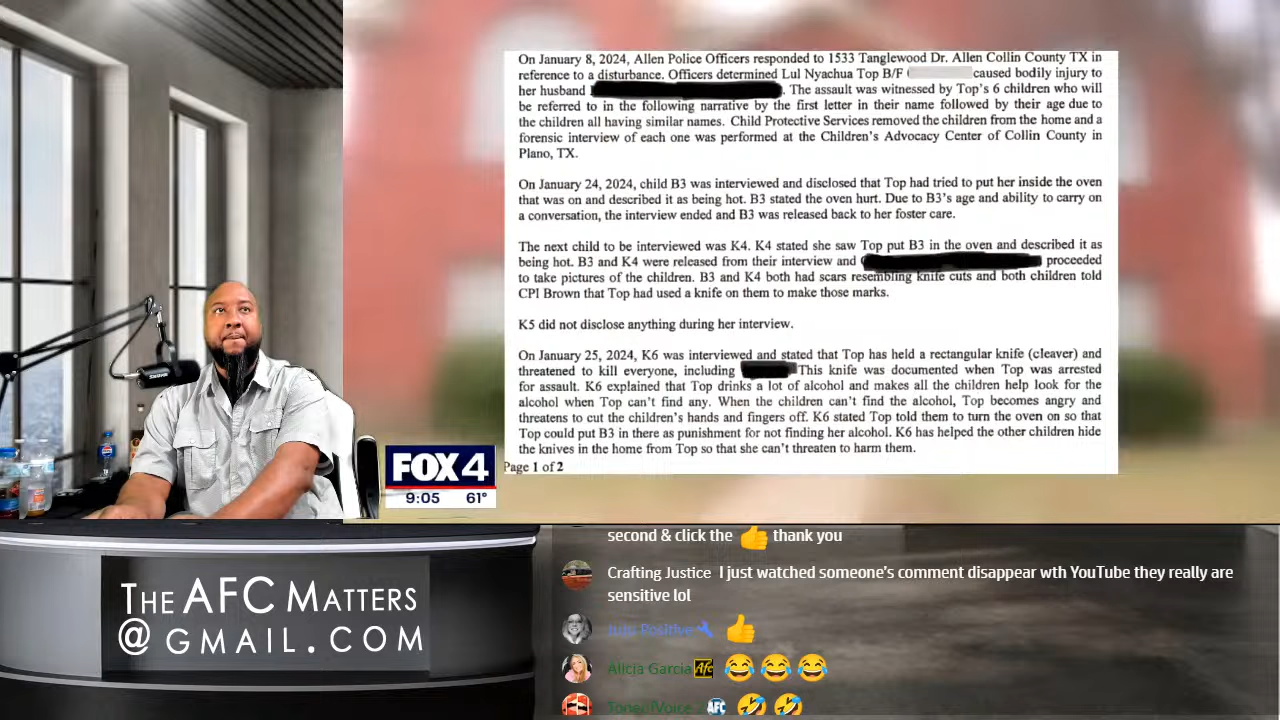 On January 8, 2024, Allen Police Officers responded to 1533 Tanglewood Dr. Allen Collin County TX in
reference to a disturbance. Officers determined Lul Nyachua Top B/F caused bodily injury to
her husband . The assault was witnessed by Top's 6 children who will
be referred to in the following narrative by the first letter in their name followed by their age due to
the children all having similar names. Child Protective Services removed the children from the home and a
forensic interview of each one was performed at the Children's Advocacy Center of Collin County in
Plano, TX.
On January 24, 2024, child B3 was interviewed and disclosed that Top had tried to put her inside the oven
that was on and described it as being hot. B3 stated the oven hurt. Due to B3's age and ability to carry on
a conversation, the interview ended and B3 was released back to her foster care.
The next child to be interviewed was K4. K4 stated she saw Top put B3 in the oven and described it as
being hot. B3 and K4 were released from their interview and proceeded
to take pictures of the children. B3 and K4 both had scars resembling knife cuts and both children told
CPI Brown that Top had used a knife on them to make those marks.
K5 did not disclose anything during her interview.
On January 25, 2024, K6 was interviewed and stated that Top has held a rectangular knife (cleaver) and
threatened to kill everyone, including This knife was documented when Top was arrested
for assault. K6 explained that Top drinks a lot of alcohol and makes all the children help look for the
alcohol when Top can't find any. When the children can't find the alcohol, Top becomes angry and
threatens to cut the children's hands and fingers off. K6 stated Top told them to turn the oven on so that
Top could put B3 in there as punishment for not finding her alcohol. K6 has helped the other children hide
the knives in the home from Top so that she can't threaten to harm them.
Page 1 of 2
FOX 4
9:05 61°
SHURE
THE AFC MATTERS
@GMAIL.COM
second & click the 👍 thank you
Crafting Justice I just watched someone's comment disappear wth YouTube they really are
sensitive lol
Juju Positive 👍
Alicia Garcia Afc 😂 😂 😂
AFC 🤣 🤣